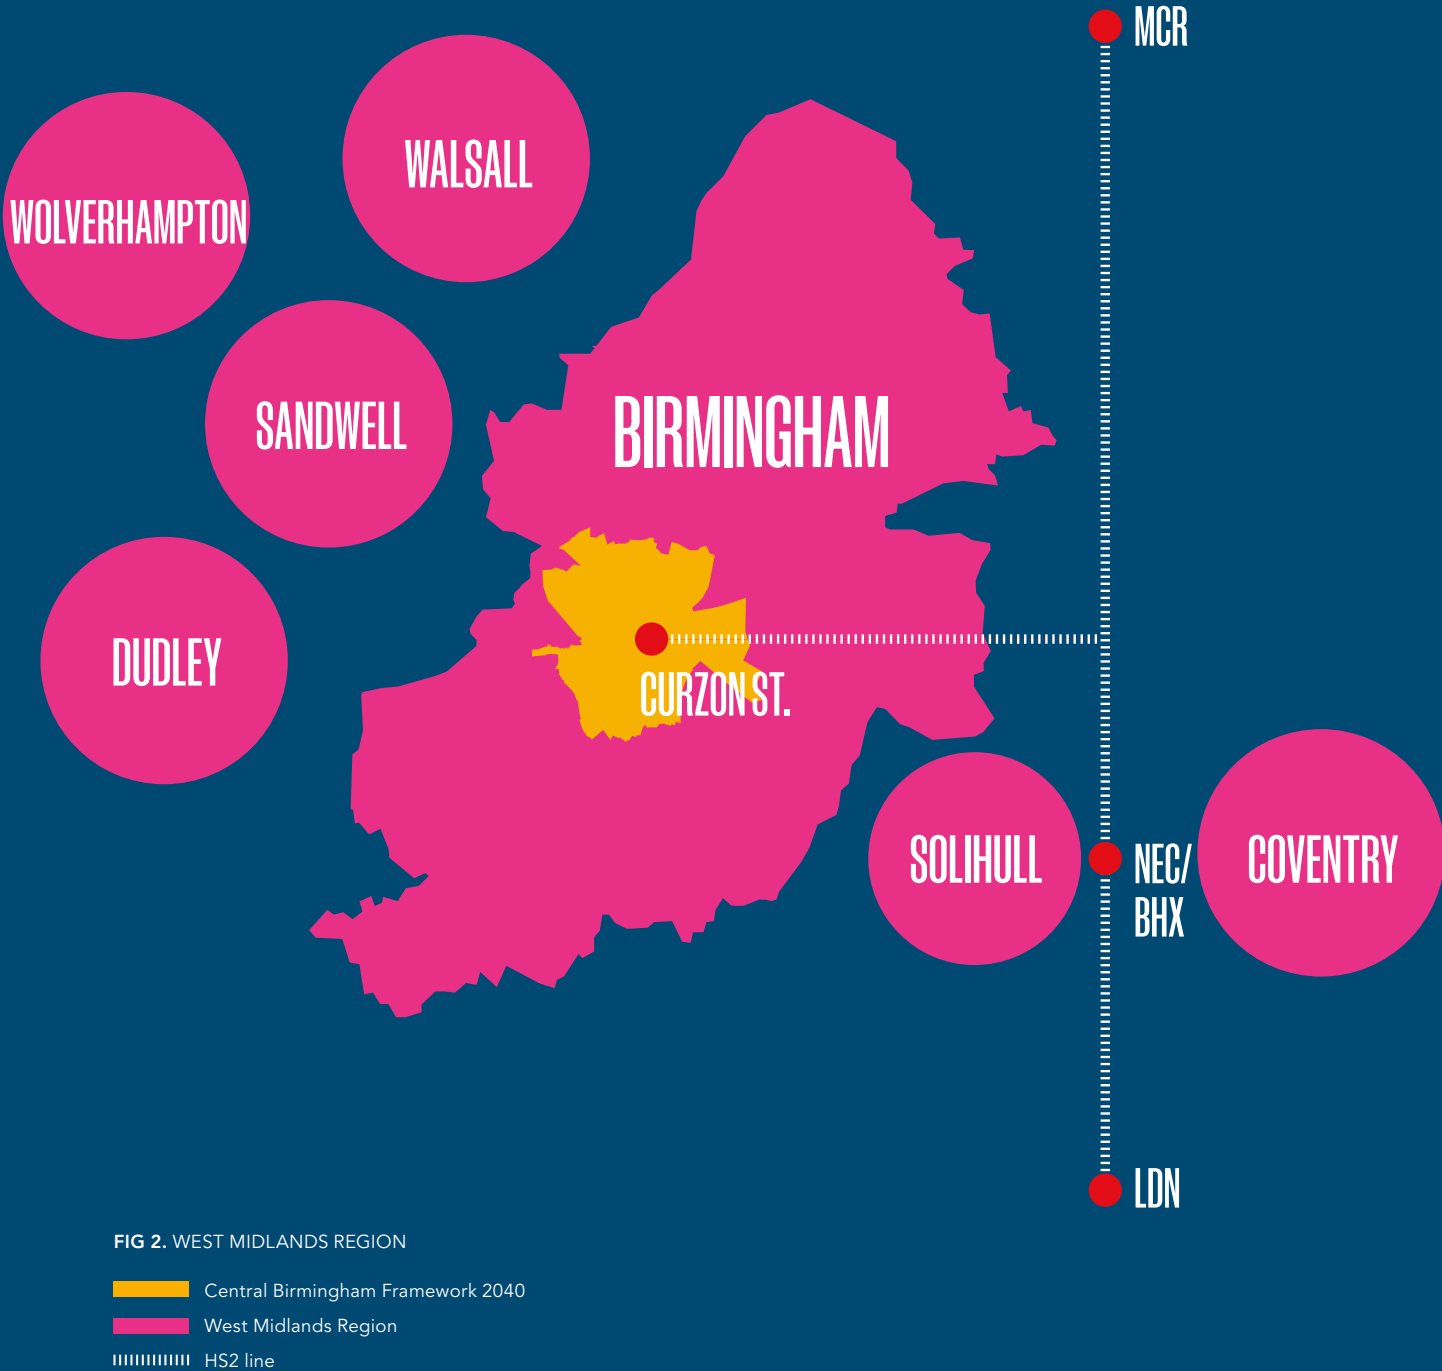 MCR
WALSALL
WOLVERHAMPTON
SANDWELL
BIRMINGHAM
DUDLEY
CURZON ST.
SOLIHULL
NEC/
BHX
COVENTRY
LDN
FIG 2. WEST MIDLANDS REGION
Central Birmingham Framework 2040
West Midlands Region
HS2 line